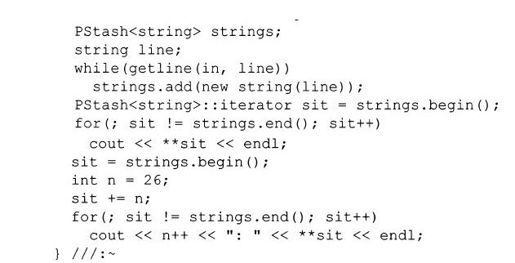 PStash<string> strings;
string line;
while(getline(in, line))
strings.add(new string(line));
PStash<string>::iterator sit = strings.begin();
for(; sit != strings.end(); sit++)
cout << **sit << endl;
sit = strings.begin();
int n = 26;
sit += n;
for(; sit != strings.end(); sit++)
cout << n++ << ": " << **sit << endl;
} ///:~